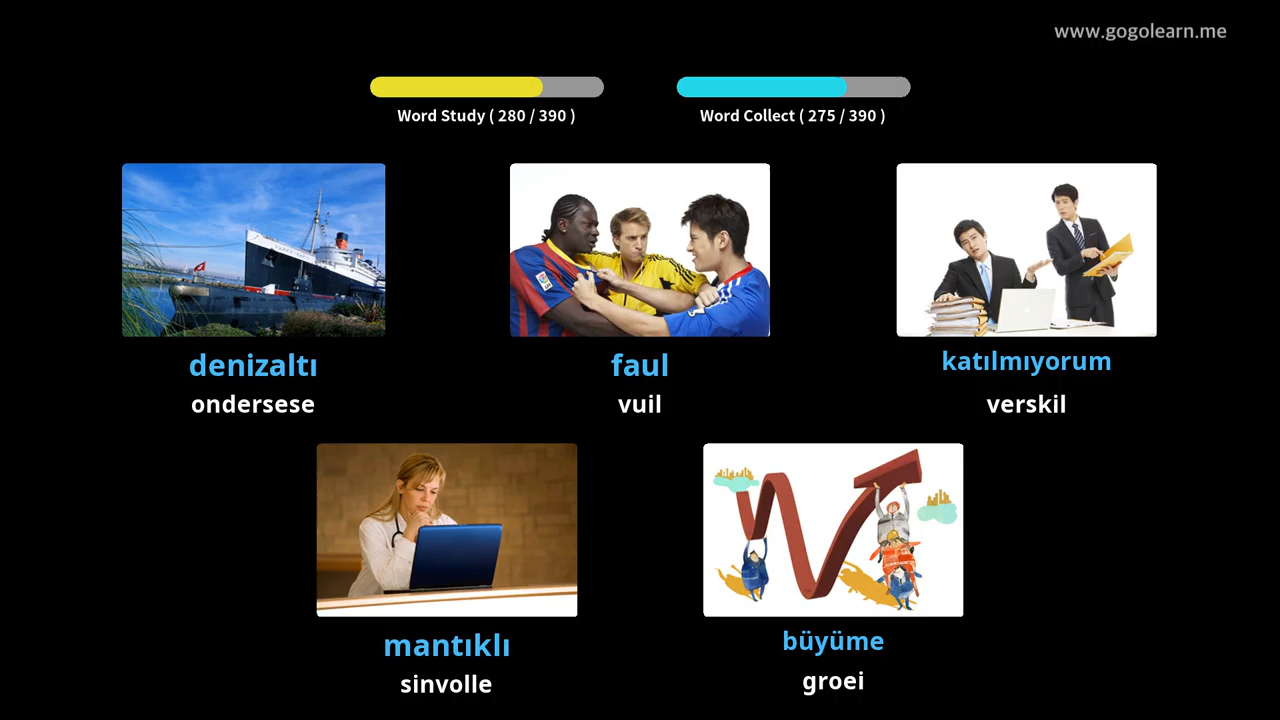 www.gogolearn.me
Word Study ( 280 / 390 )
Word Collect ( 275 / 390 )
denizaltı
ondersese
faul
vuil
katılmıyorum
verskil
mantıklı
sinvolle
büyüme
groei